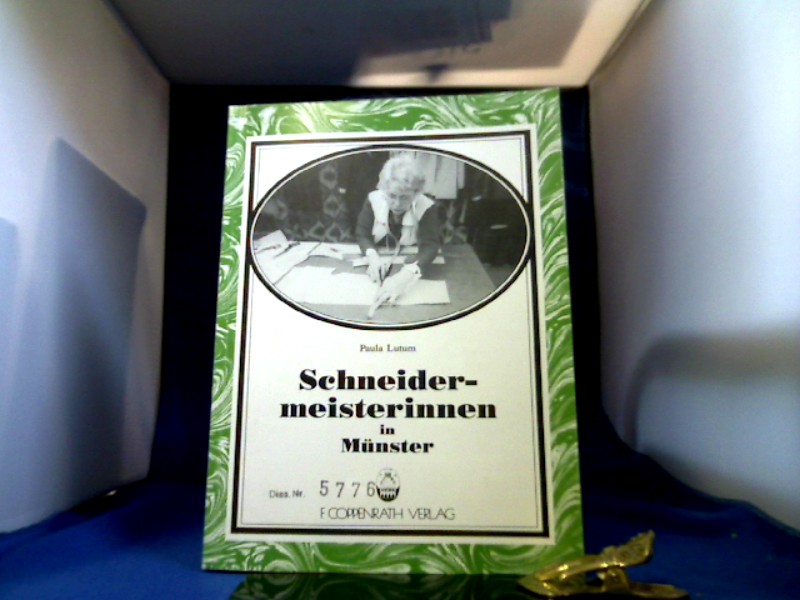 Paula Lutum
Schneider-
meisterinnen
in
Münster
Diss. Nr. 5776
F. COPPENRATH VERLAG